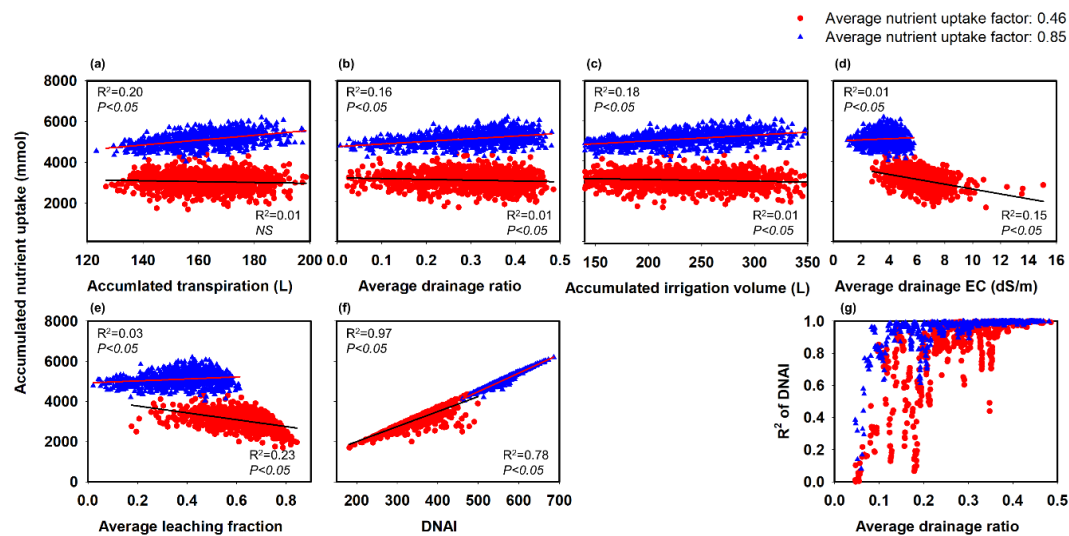 Average nutrient uptake factor: 0.46
Average nutrient uptake factor: 0.85
Accumulated nutrient uptake (mmol)
(a)
8000
6000
4000
2000
R²=0.20
P<0.05
R²=0.01
NS
120 140 160 180 200
Accumlated transpiration (L)
(b)
R²=0.16
P<0.05
R²=0.01
P<0.05
0.0 0.1 0.2 0.3 0.4 0.5
Average drainage ratio
(c)
R²=0.18
P<0.05
R²=0.01
P<0.05
150 200 250 300 350
Accumulated irrigation volume (L)
(d)
R²=0.01
P<0.05
R²=0.15
P<0.05
0 2 4 6 8 10 12 14 16
Average drainage EC (dS/m)
(e)
8000
6000
4000
2000
0
R²=0.03
P<0.05
R²=0.23
P<0.05
0.0 0.2 0.4 0.6 0.8
Average leaching fraction
(f)
R²=0.97
P<0.05
R²=0.78
P<0.05
200 300 400 500 600 700
DNAI
(g)
R² of DNAI
1.0
0.8
0.6
0.4
0.2
0.0
0.0 0.1 0.2 0.3 0.4 0.5
Average drainage ratio